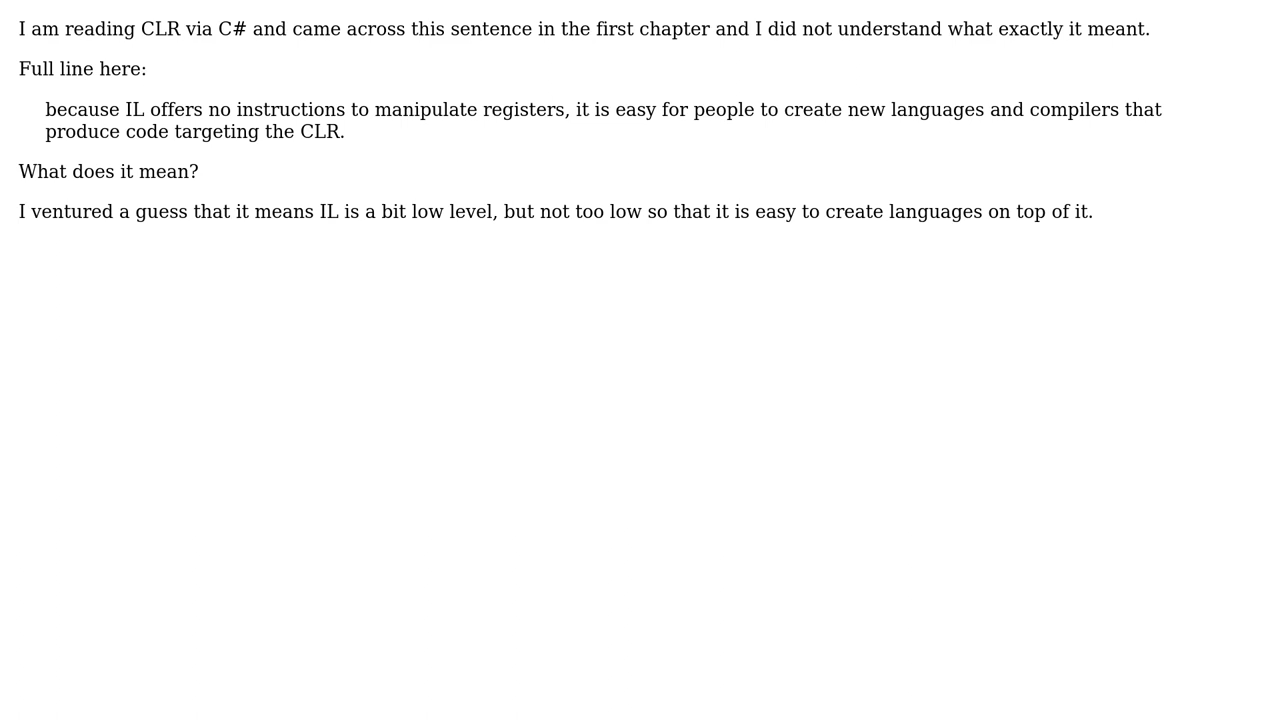 I am reading CLR via C# and came across this sentence in the first chapter and I did not understand what exactly it meant.
Full line here:
because IL offers no instructions to manipulate registers, it is easy for people to create new languages and compilers that
produce code targeting the CLR.
What does it mean?
I ventured a guess that it means IL is a bit low level, but not too low so that it is easy to create languages on top of it.